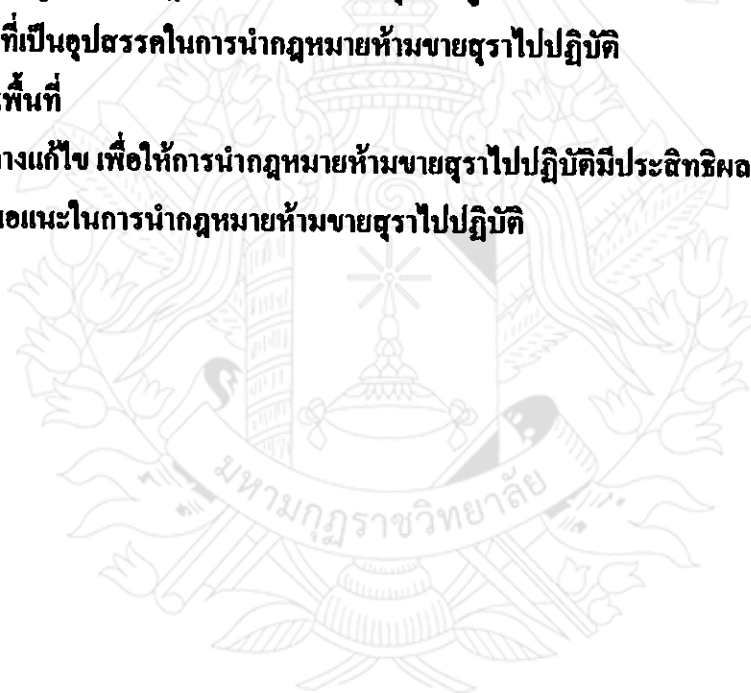 ที่เป็นอุปสรรคในการนำกฎหมายห้ามขายสุราไปปฏิบัติ
พื้นที่
างแก้ไข เพื่อให้การนำกฎหมายห้ามขายสุราไปปฏิบัติมีประสิทธิผล
นอแนะในการนำกฎหมายห้ามขายสุราไปปฏิบัติ
มหามกุฏราชวิทยาลัย